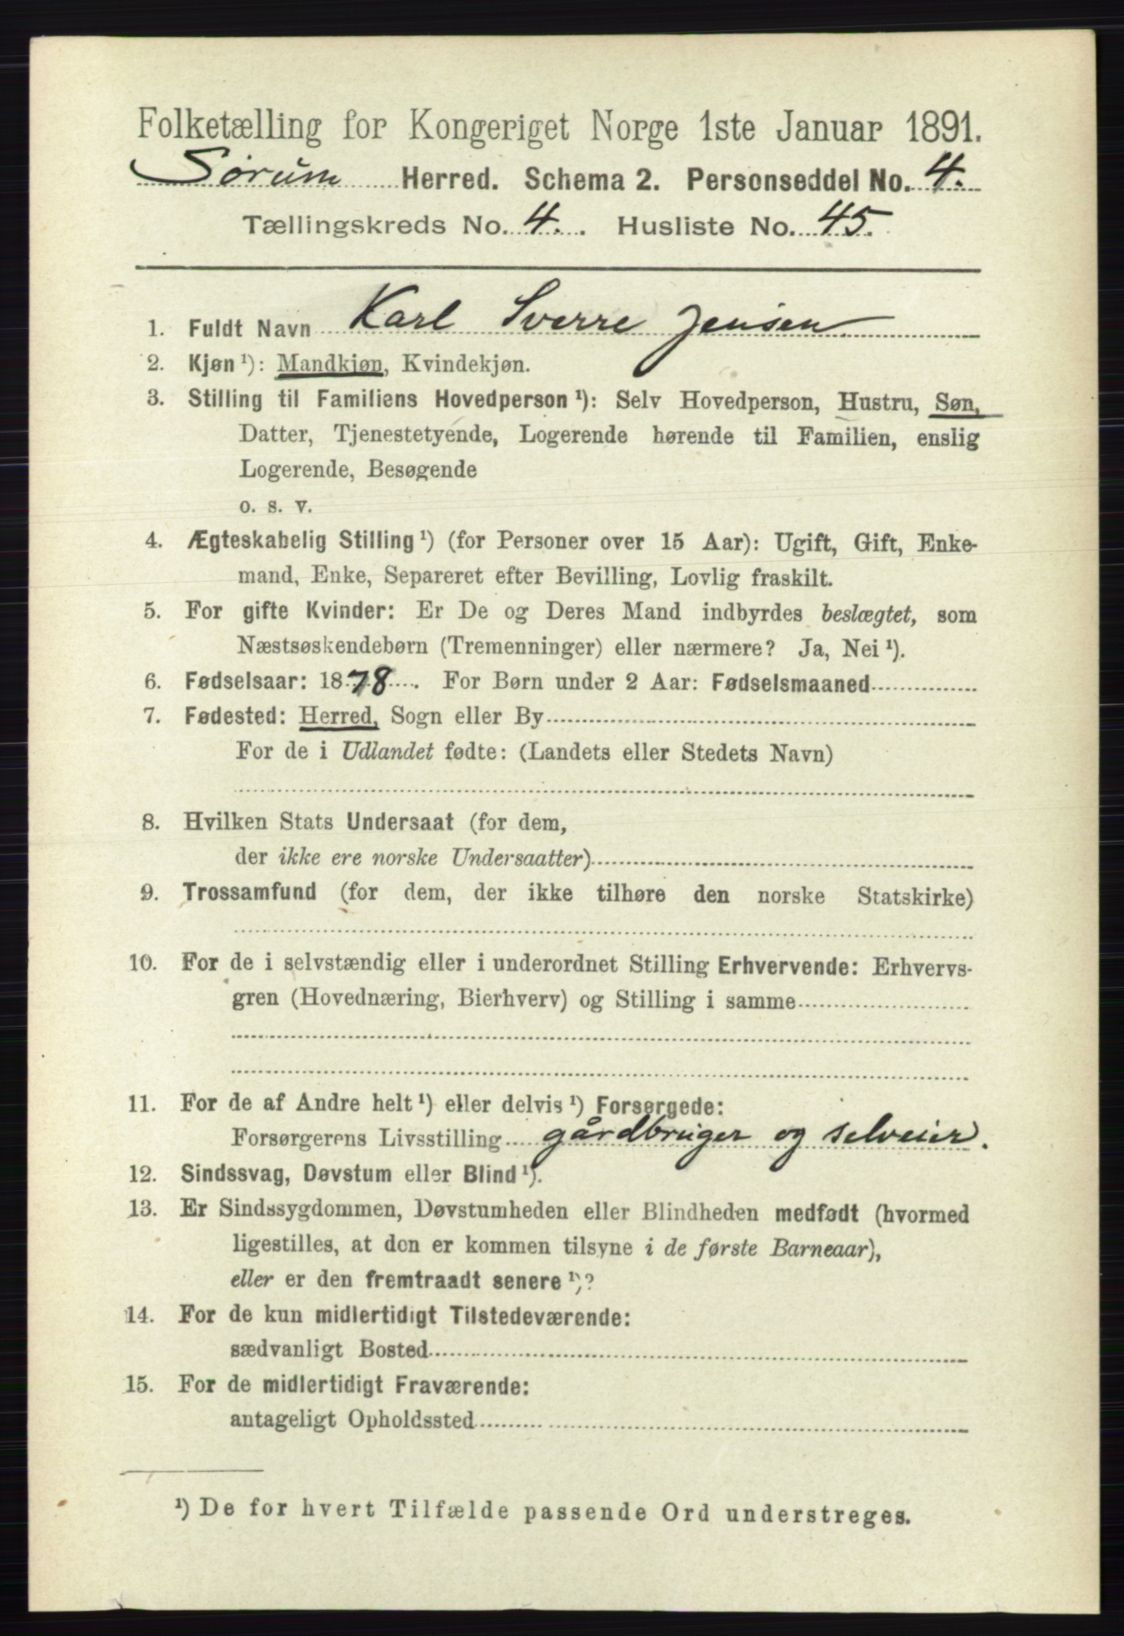 Folketælling for Kongeriget Norge 1ste Januar 1891.
Sørum Herred. Schema 2. Personseddel No. 4.
Tællingskreds No. 4. Husliste No. 45.
1. Fuldt Navn Karl Sverre Jensen
2. Kjøn ¹): Mandkjøn, Kvindekjøn.
3. Stilling til Familiens Hovedperson ¹): Selv Hovedperson, Hustru, Søn,
Datter, Tjenestetyende, Logerende hørende til Familien, enslig
Logerende, Besøgende
o. s. v.
4. Ægteskabelig Stilling ¹) (for Personer over 15 Aar): Ugift, Gift, Enke-
mand, Enke, Separeret efter Bevilling, Lovlig fraskilt.
5. For gifte Kvinder: Er De og Deres Mand indbyrdes beslægtet, som
Næstsøskendebørn (Tremenninger) eller nærmere? Ja, Nei ¹).
6. Fødselsaar: 1878. For Børn under 2 Aar: Fødselsmaaned
7. Fødested: Herred, Sogn eller By
For de i Udlandet fødte: (Landets eller Stedets Navn)
8. Hvilken Stats Undersaat (for dem,
der ikke ere norske Undersaatter)
9. Trossamfund (for dem, der ikke tilhøre den norske Statskirke)
10. For de i selvstændig eller i underordnet Stilling Erhvervende: Erhvervs-
gren (Hovednæring, Bierhverv) og Stilling i samme
11. For de af Andre helt ¹) eller delvis ¹) Forsørgede:
Forsørgerens Livsstilling gårdbruger og selveier.
12. Sindssvag, Døvstum eller Blind ¹).
13. Er Sindssygdommen, Døvstumheden eller Blindheden medfødt (hvormed
ligestilles, at den er kommen tilsyne i de første Barneaar),
eller er den fremtraadt senere ¹)?
14. For de kun midlertidigt Tilstedeværende:
sædvanligt Bosted
15. For de midlertidigt Fraværende:
antageligt Opholdssted
¹) De for hvert Tilfælde passende Ord understreges.